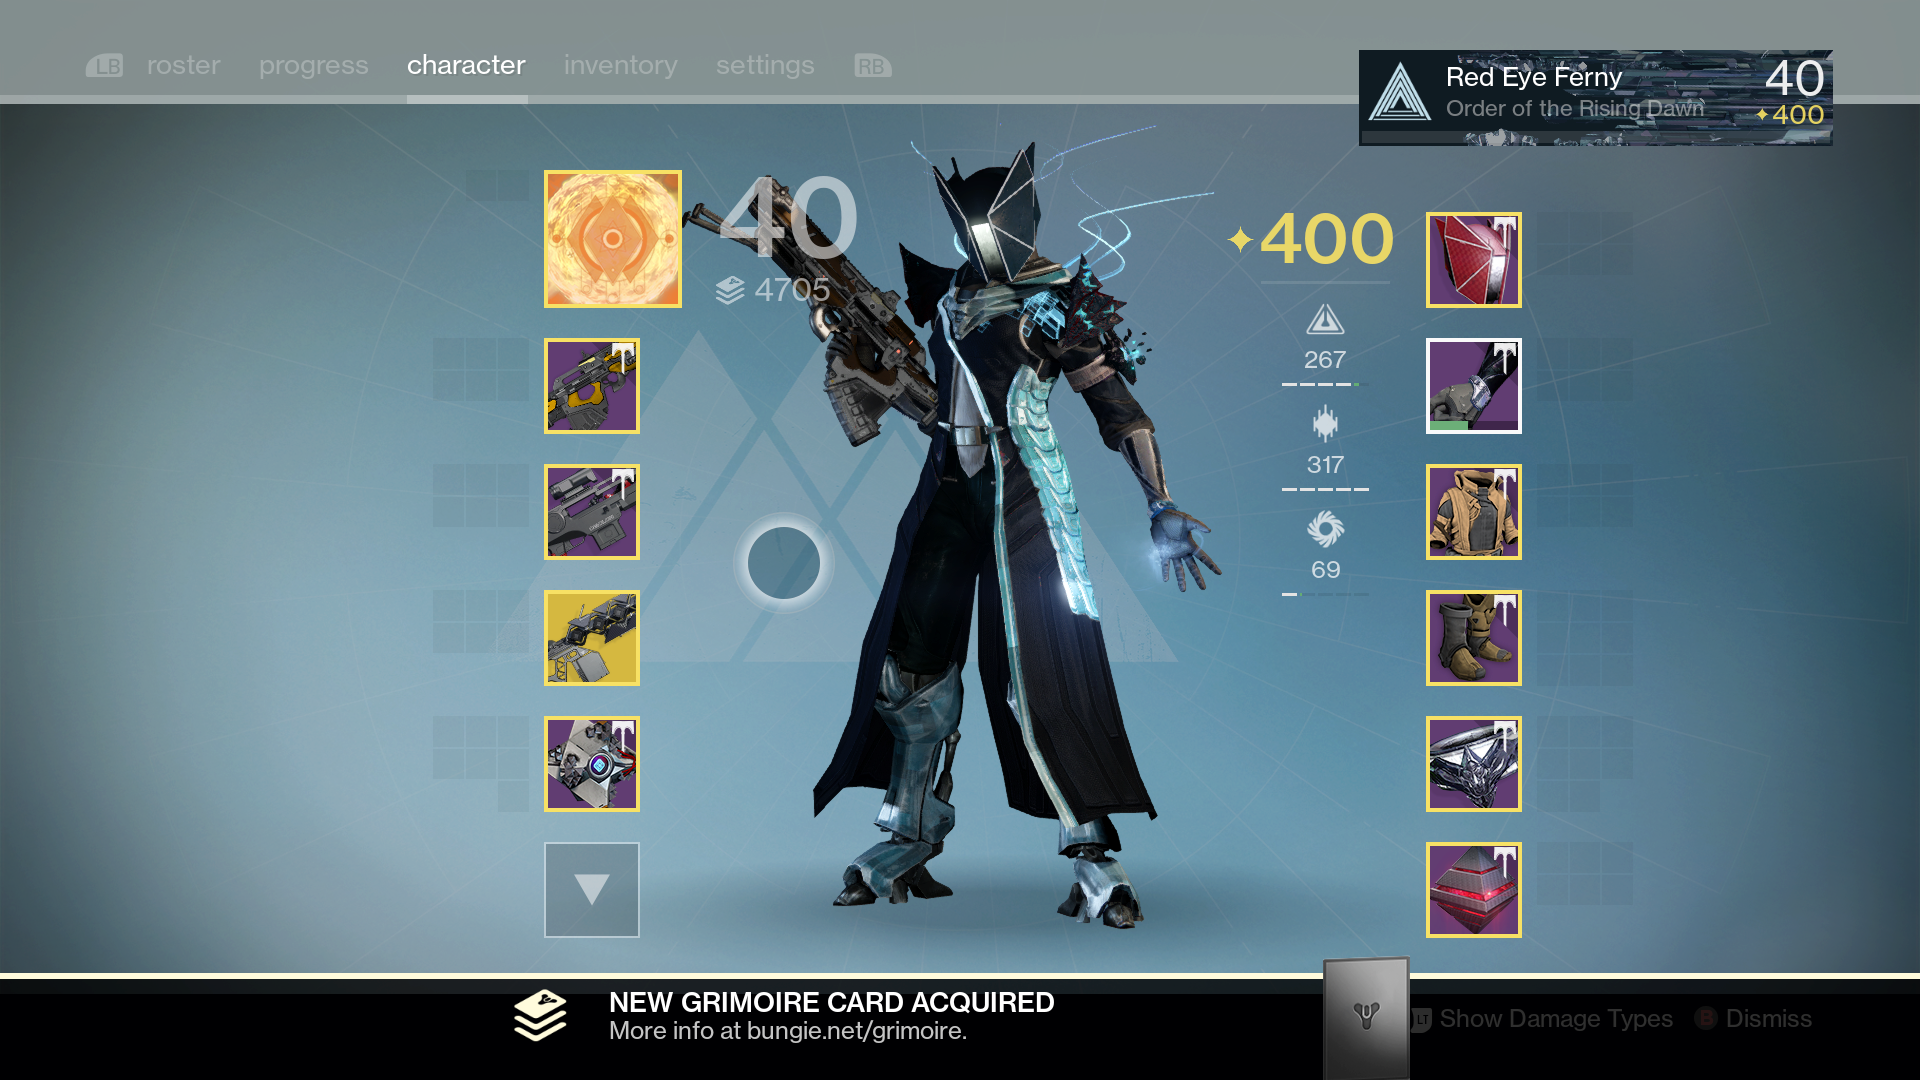 LB roster progress character inventory settings RB
Red Eye Ferny 40
Order of the Rising Dawn 400
40
4705
400
267
317
69
NEW GRIMOIRE CARD ACQUIRED
More info at bungie.net/grimoire.
LT Show Damage Types B Dismiss